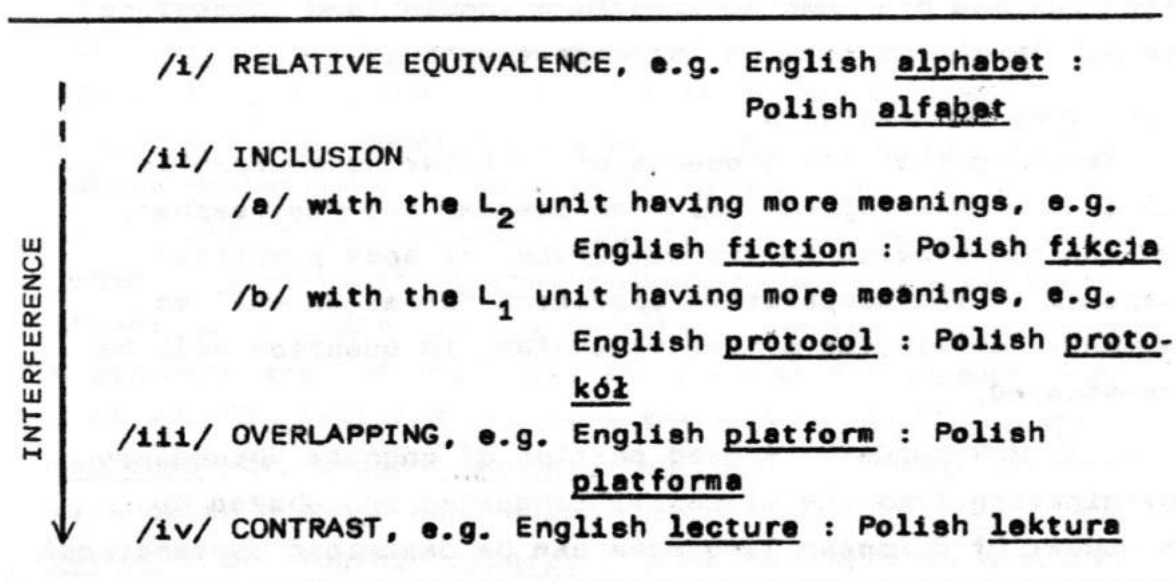 /i/ RELATIVE EQUIVALENCE, e.g. English alphabet :
Polish alfabet
/ii/ INCLUSION
/a/ with the L2 unit having more meanings, e.g.
English fiction : Polish fikcja
/b/ with the L1 unit having more meanings, e.g.
English protocol : Polish proto-
kół
/iii/ OVERLAPPING, e.g. English platform : Polish
platforma
/iv/ CONTRAST, e.g. English lecture : Polish lektura
INTERFERENCE